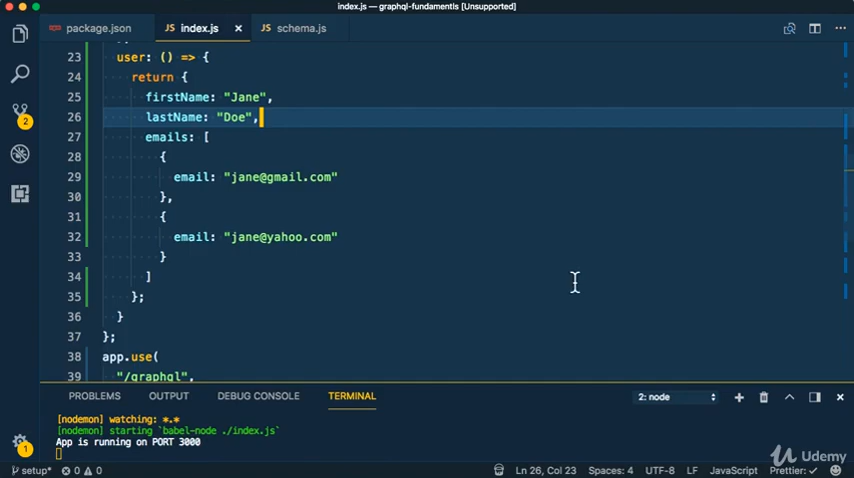 index.js — graphql-fundamentls [Unsupported]
package.json JS index.js × JS schema.js
23 user: () => {
24 return {
25 firstName: "Jane",
26 lastName: "Doe",
27 emails: [
28 {
29 email: "jane@gmail.com"
30 },
31 {
32 email: "jane@yahoo.com"
33 }
34 ]
35 };
36 }
37 };
38 app.use(
39 "/graphql",
2
PROBLEMS OUTPUT DEBUG CONSOLE TERMINAL 2: node
[nodemon] watching: *.*
[nodemon] starting `babel-node ./index.js`
App is running on PORT 3000
1
setup* 0 0 Ln 26, Col 23 Spaces: 4 UTF-8 LF JavaScript Prettier: ✓
Udemy